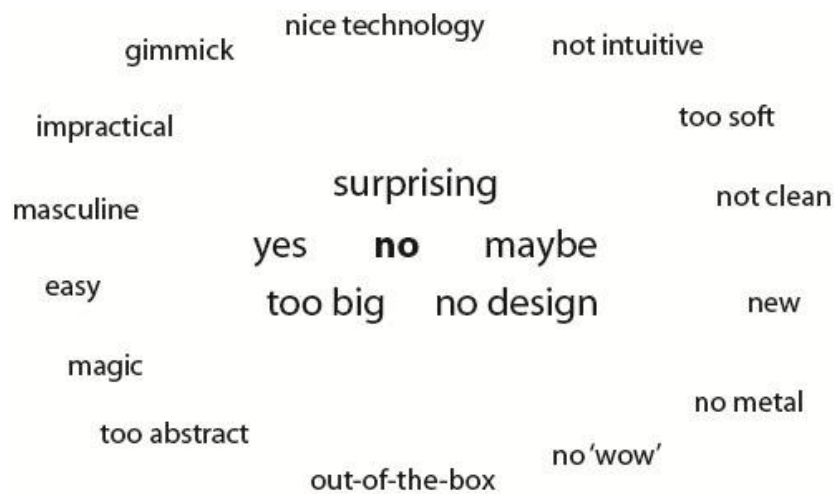 nice technology
gimmick
not intuitive
impractical
too soft
surprising
masculine
not clean
yes no maybe
easy
too big no design
new
magic
no metal
too abstract
no ‘wow’
out-of-the-box